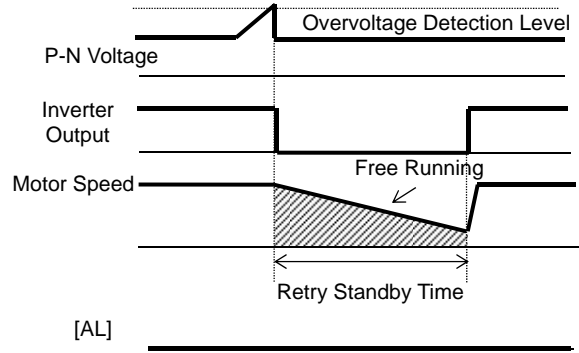 Overvoltage Detection Level
P-N Voltage
Inverter
Output
Free Running
Motor Speed
Retry Standby Time
[AL]